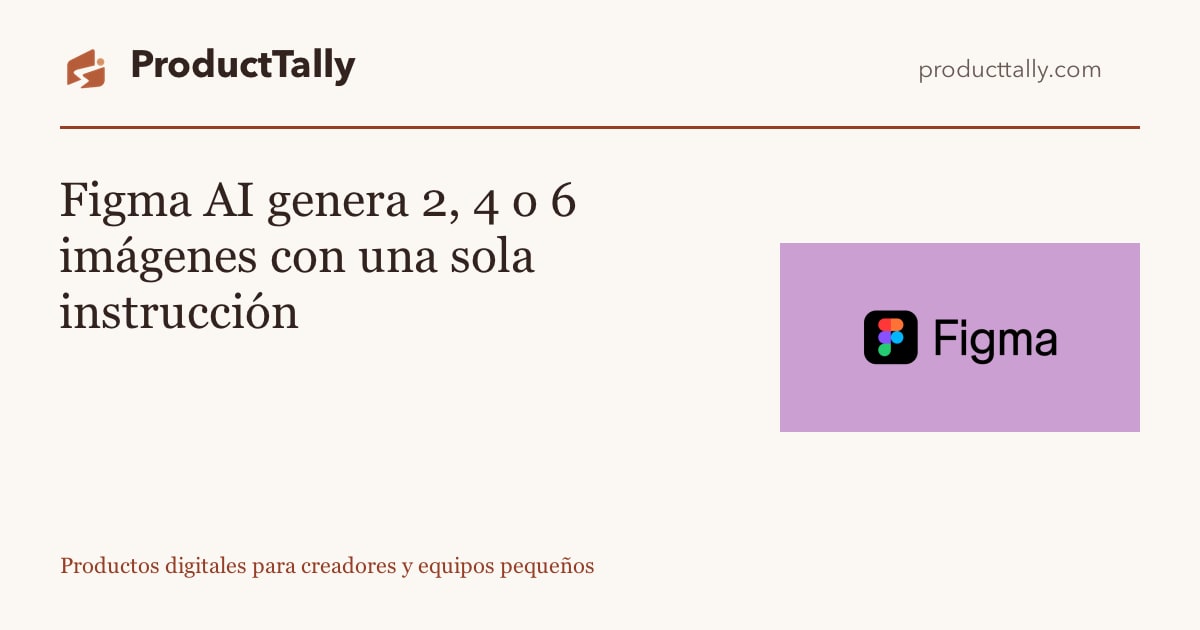 ProductTally
producttally.com
Figma AI genera 2, 4 o 6
imágenes con una sola
instrucción
Figma
Productos digitales para creadores y equipos pequeños